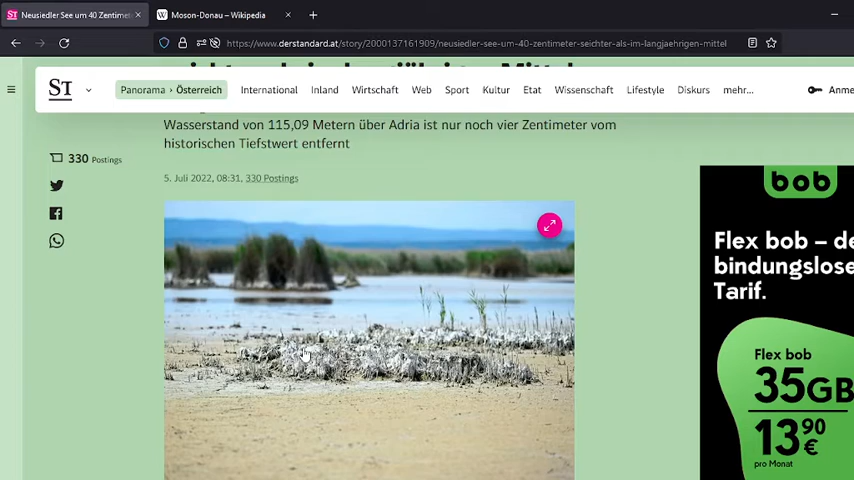 Neusiedler See um 40 Zentimete
Moson-Donau – Wikipedia
https://www.derstandard.at/story/2000137161909/neusiedler-see-um-40-zentimeter-seichter-als-im-langjaehrigen-mittel
ST
Panorama › Österreich
International
Inland
Wirtschaft
Web
Sport
Kultur
Etat
Wissenschaft
Lifestyle
Diskurs
mehr...
Anme
Wasserstand von 115,09 Metern über Adria ist nur noch vier Zentimeter vom
historischen Tiefstwert entfernt
330 Postings
5. Juli 2022, 08:31, 330 Postings
bob
Flex bob – de
bindungslose
Tarif.
Flex bob
35GB
13,90
€
pro Monat